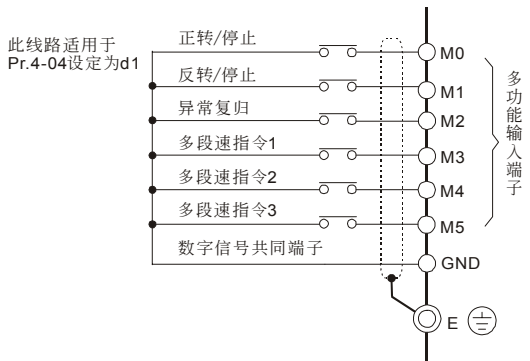 此线路适用于
Pr.4-04设定为d1
正转/停止
反转/停止
异常复归
多段速指令1
多段速指令2
多段速指令3
数字信号共同端子
M0
M1
M2
M3
M4
M5
GND
E
多功能输入端子